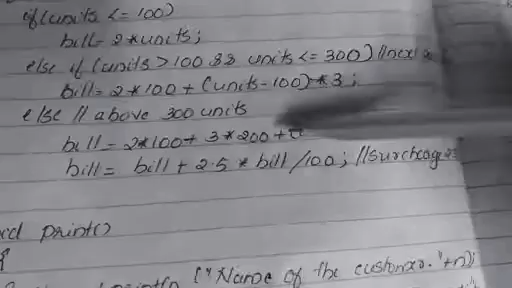 if(units <= 100)
bill= 2*units;
else if (units > 100 && units <= 300) //next
bill= 2*100 + (units-100)*3;
else // above 300 units
bill= 2*100+ 3*200+
bill= bill + 2.5 * bill/100; //Surcharge
print()
{
("Name of the customer: "+n);